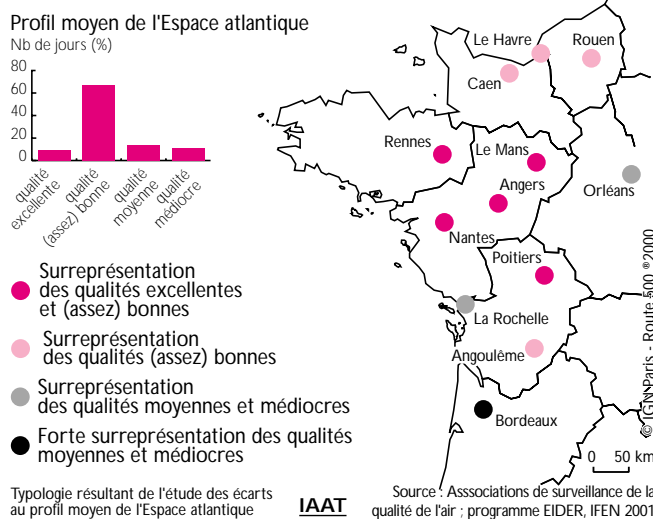 Profil moyen de l'Espace atlantique
Nb de jours (%)
80
60
40
20
0
qualité
excellente
qualité
(assez) bonne
qualité
moyenne
qualité
médiocre
Le Havre
Rouen
Caen
Rennes
Le Mans
Angers
Orléans
Nantes
Poitiers
La Rochelle
Angoulême
Bordeaux
Surreprésentation
des qualités excellentes
et (assez) bonnes
Surreprésentation
des qualités (assez) bonnes
Surreprésentation
des qualités moyennes et médiocres
Forte surreprésentation des qualités
moyennes et médiocres
© IGN-Paris - Route 500 ®2000
0 50 km
Typologie résultant de l'étude des écarts
au profil moyen de l'Espace atlantique
IAAT
Source : Asssociations de surveillance de la
qualité de l'air ; programme EIDER, IFEN 2001